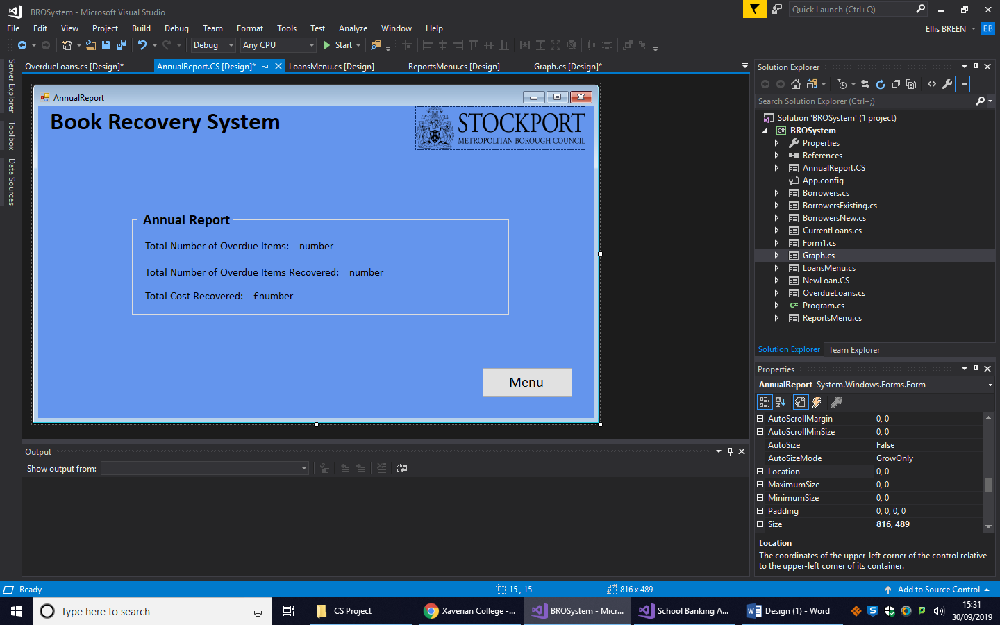 BROSystem - Microsoft Visual Studio
Quick Launch (Ctrl+Q)
File Edit View Project Build Debug Team Format Tools Test Analyze Window Help
Ellis BREEN EB
Debug Any CPU Start
Server Explorer
Toolbox
Data Sources
OverdueLoans.cs [Design]* AnnualReport.CS [Design]* LoansMenu.cs [Design] ReportsMenu.cs [Design] Graph.cs [Design]*
AnnualReport
Book Recovery System
STOCKPORT
METROPOLITAN BOROUGH COUNCIL
Annual Report
Total Number of Overdue Items: number
Total Number of Overdue Items Recovered: number
Total Cost Recovered: £number
Menu
Output
Show output from:
Solution Explorer
Search Solution Explorer (Ctrl+;)
Solution 'BROSystem' (1 project)
C# BROSystem
Properties
References
AnnualReport.CS
App.config
Borrowers.cs
BorrowersExisting.cs
BorrowersNew.cs
CurrentLoans.cs
Form1.cs
Graph.cs
LoansMenu.cs
NewLoan.CS
OverdueLoans.cs
C# Program.cs
ReportsMenu.cs
Solution Explorer Team Explorer
Properties
AnnualReport System.Windows.Forms.Form
AutoScrollMargin 0, 0
AutoScrollMinSize 0, 0
AutoSize False
AutoSizeMode GrowOnly
Location 0, 0
MaximumSize 0, 0
MinimumSize 0, 0
Padding 0, 0, 0, 0
Size 816, 489
Location
The coordinates of the upper-left corner of the control relative
to the upper-left corner of its container.
Ready 15 , 15 816 x 489 Add to Source Control
Type here to search
CS Project
Xaverian College -...
BROSystem - Micr...
School Banking A...
Design (1) - Word
15:31
30/09/2019